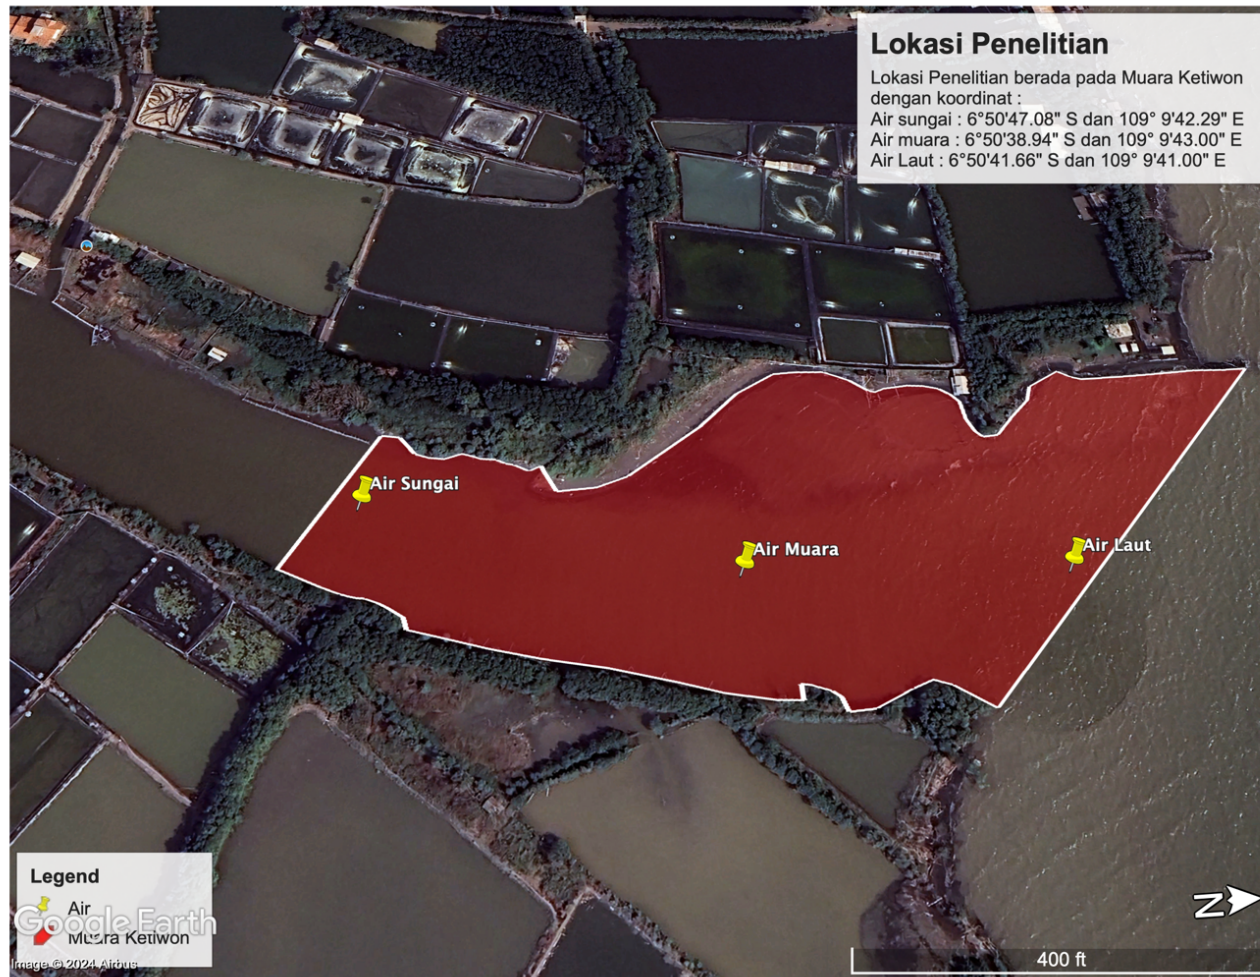 Lokasi Penelitian
Lokasi Penelitian berada pada Muara Ketiwon
dengan koordinat :
Air sungai : 6°50'47.08" S dan 109° 9'42.29" E
Air muara : 6°50'38.94" S dan 109° 9'43.00" E
Air Laut : 6°50'41.66" S dan 109° 9'41.00" E
Air Sungai
Air Muara
Air Laut
Legend
Air
Google Earth
Muara Ketiwon
Image © 2024 Airbus
N
400 ft